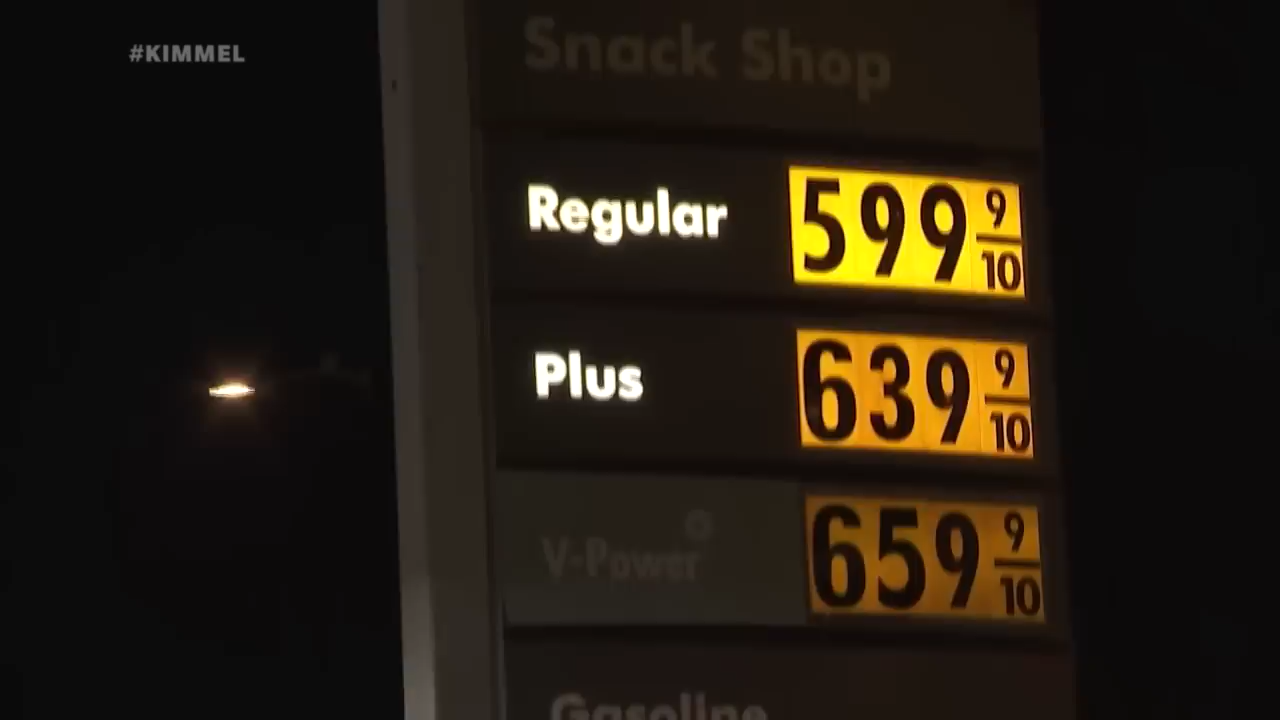 #KIMMEL
Snack Shop
Regular 599 9/10
Plus 639 9/10
V-Power 659 9/10
Gasoline